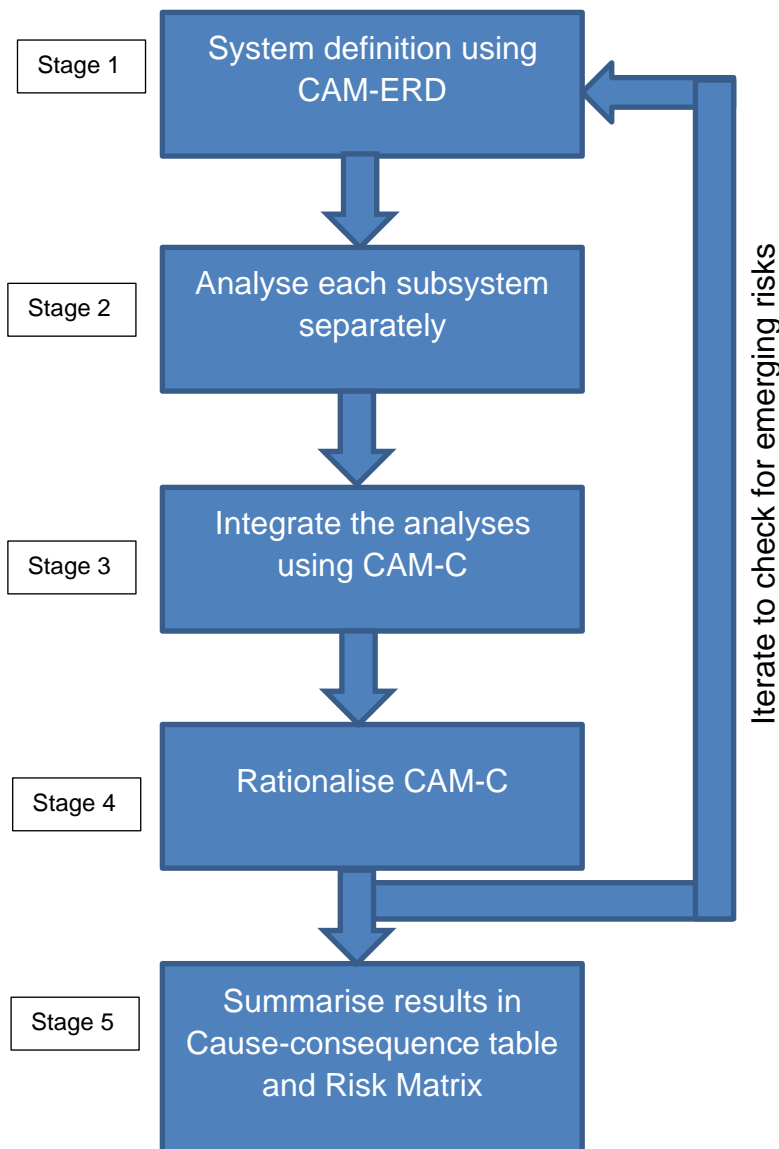 Stage 1
System definition using
CAM-ERD
Stage 2
Analyse each subsystem
separately
Stage 3
Integrate the analyses
using CAM-C
Stage 4
Rationalise CAM-C
Stage 5
Summarise results in
Cause-consequence table
and Risk Matrix
Iterate to check for emerging risks